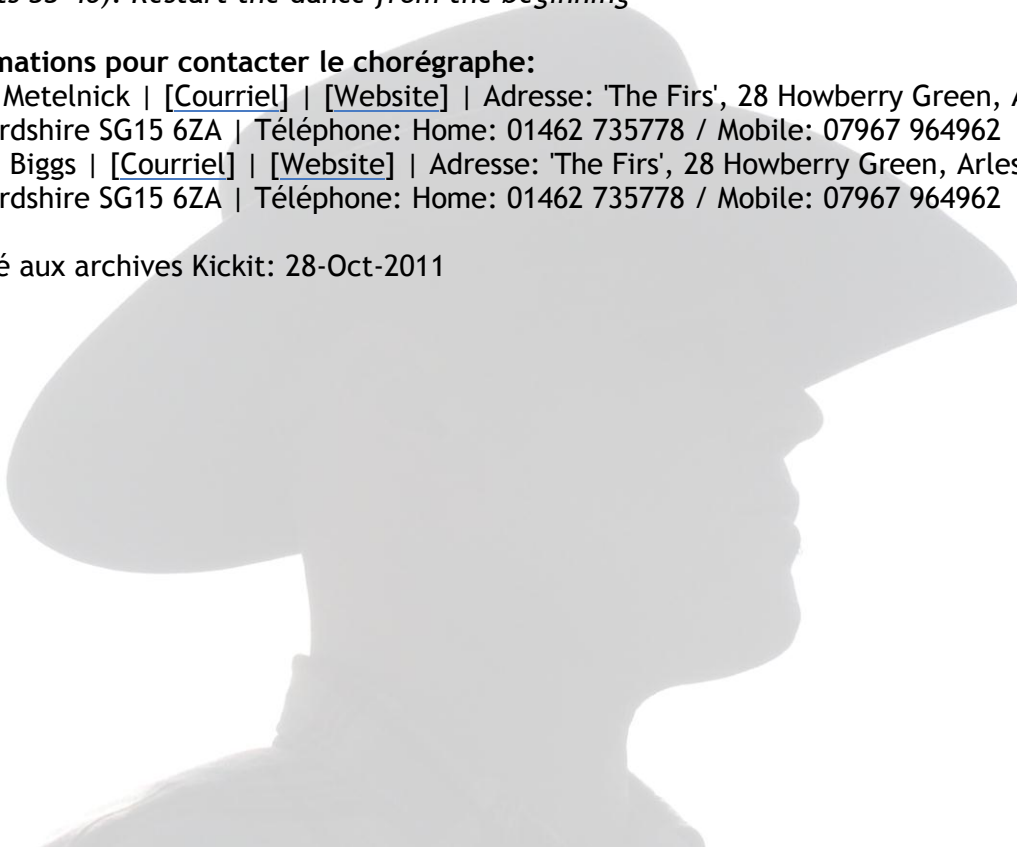 ts 33-48). Restart the dance from the beginning
mations pour contacter le chorégraphe:
Metelnick | [Courriel] | [Website] | Adresse: 'The Firs', 28 Howberry Green, A
rdshire SG15 6ZA | Téléphone: Home: 01462 735778 / Mobile: 07967 964962
Biggs | [Courriel] | [Website] | Adresse: 'The Firs', 28 Howberry Green, Arles
rdshire SG15 6ZA | Téléphone: Home: 01462 735778 / Mobile: 07967 964962
é aux archives Kickit: 28-Oct-2011